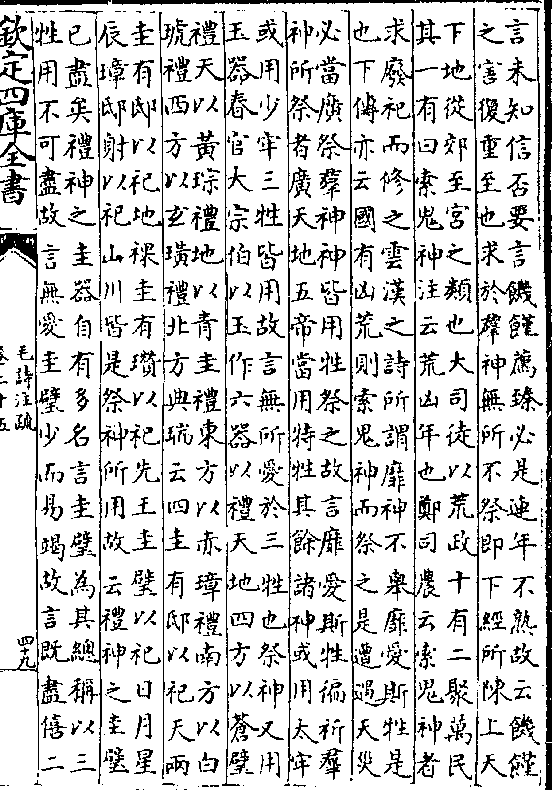 言未知信否要言饑饉薦臻必是連年不熟故云饑饉
之害復重至也求於羣神無所不祭即下經所陳上天
下地從郊至宮之類也大司徒以荒政十有二聚萬民
其一有曰索鬼神注云荒凶年也鄭司農云索鬼神者
求廢祀而修之雲漢之詩所謂靡神不舉靡愛斯牲是
也下傳亦云國有凶荒則索鬼神而祭之是遭遇天災
必當廣祭羣神神皆用牲祭之故言靡愛斯牲徧祈羣
神所祭者廣天地五帝當用特牲其餘諸神或用太牢
或用少牢三牲皆用故言無所愛於三牲也祭神又用
玉器春官大宗伯以玉作六器以禮天地四方以蒼璧
禮天以黃琮禮地以青圭禮東方以赤璋禮南方以白
琥禮西方以玄璜禮北方典瑞云四圭有邸以祀天兩
圭有邸以祀地祼圭有瓚以祀先王圭璧以祀日月星
辰璋邸射以祀山川皆是祭神所用故云禮神之圭璧
已盡矣禮神之圭器自有多名言圭璧為其總稱以三
牲用不可盡故言無愛圭璧少而易竭故言既盡僖二
欽定四庫全書
毛詩注疏
卷二十五
四十九